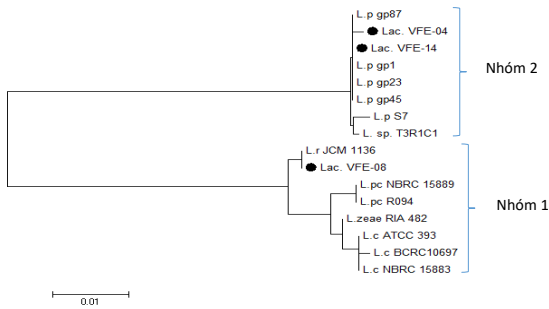 L.p gp87
Lac. VFE-04
Lac. VFE-14
L.p gp1
L.p gp23
L.p gp45
L.p S7
L. sp. T3R1C1
Nhóm 2
L.r JCM 1136
Lac. VFE-08
L.pc NBRC 15889
L.pc R094
L.zeae RIA 482
L.c ATCC 393
L.c BCRC10697
L.c NBRC 15883
Nhóm 1
0.01